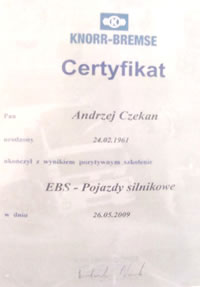 KNORR-BREMSE
Certyfikat
Pan Andrzej Czekan
urodzony 24.02.1961
ukończył z wynikiem pozytywnym szkolenie
EBS - Pojazdy silnikowe
w dniu 26.05.2009